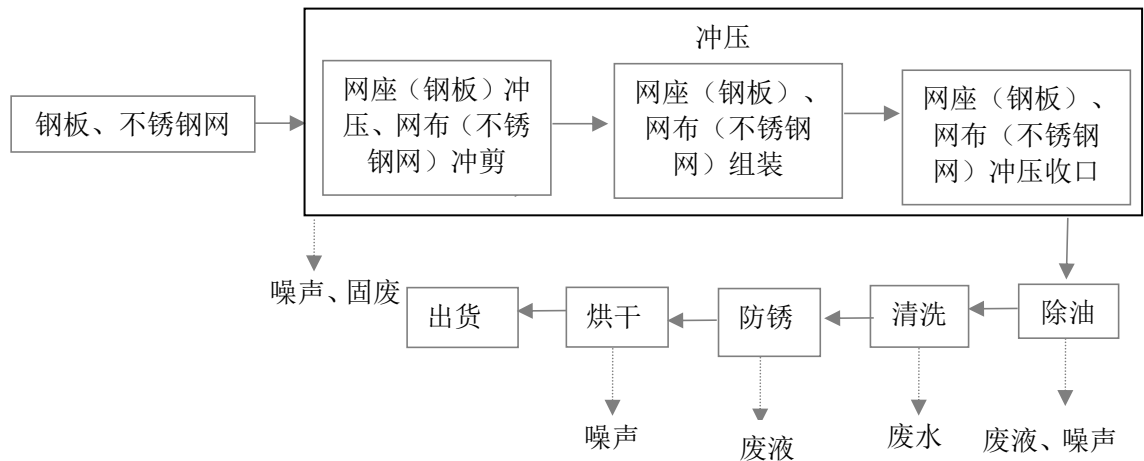 冲压
钢板、不锈钢网
网座（钢板）冲
压、网布（不锈
钢网）冲剪
网座（钢板）、
网布（不锈钢
网）组装
网座（钢板）、
网布（不锈钢
网）冲压收口
噪声、固废
出货
烘干
防锈
清洗
除油
噪声
废液
废水
废液、噪声